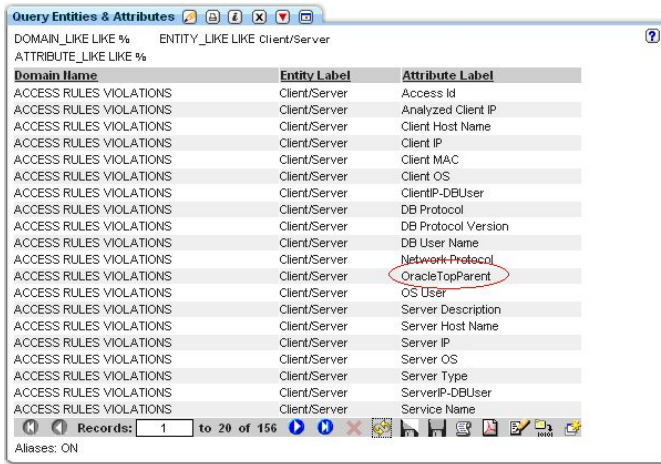 Query Entities & Attributes
DOMAIN_LIKE LIKE % ENTITY_LIKE LIKE Client/Server
ATTRIBUTE_LIKE LIKE %
Domain Name Entity Label Attribute Label
ACCESS RULES VIOLATIONS Client/Server Access Id
ACCESS RULES VIOLATIONS Client/Server Analyzed Client IP
ACCESS RULES VIOLATIONS Client/Server Client Host Name
ACCESS RULES VIOLATIONS Client/Server Client IP
ACCESS RULES VIOLATIONS Client/Server Client MAC
ACCESS RULES VIOLATIONS Client/Server Client OS
ACCESS RULES VIOLATIONS Client/Server ClientIP-DBUser
ACCESS RULES VIOLATIONS Client/Server DB Protocol
ACCESS RULES VIOLATIONS Client/Server DB Protocol Version
ACCESS RULES VIOLATIONS Client/Server DB User Name
ACCESS RULES VIOLATIONS Client/Server Network Protocol
ACCESS RULES VIOLATIONS Client/Server OracleTopParent
ACCESS RULES VIOLATIONS Client/Server OS User
ACCESS RULES VIOLATIONS Client/Server Server Description
ACCESS RULES VIOLATIONS Client/Server Server Host Name
ACCESS RULES VIOLATIONS Client/Server Server IP
ACCESS RULES VIOLATIONS Client/Server Server OS
ACCESS RULES VIOLATIONS Client/Server Server Type
ACCESS RULES VIOLATIONS Client/Server ServerIP-DBUser
ACCESS RULES VIOLATIONS Client/Server Service Name
Records: 1 to 20 of 156
Aliases: ON